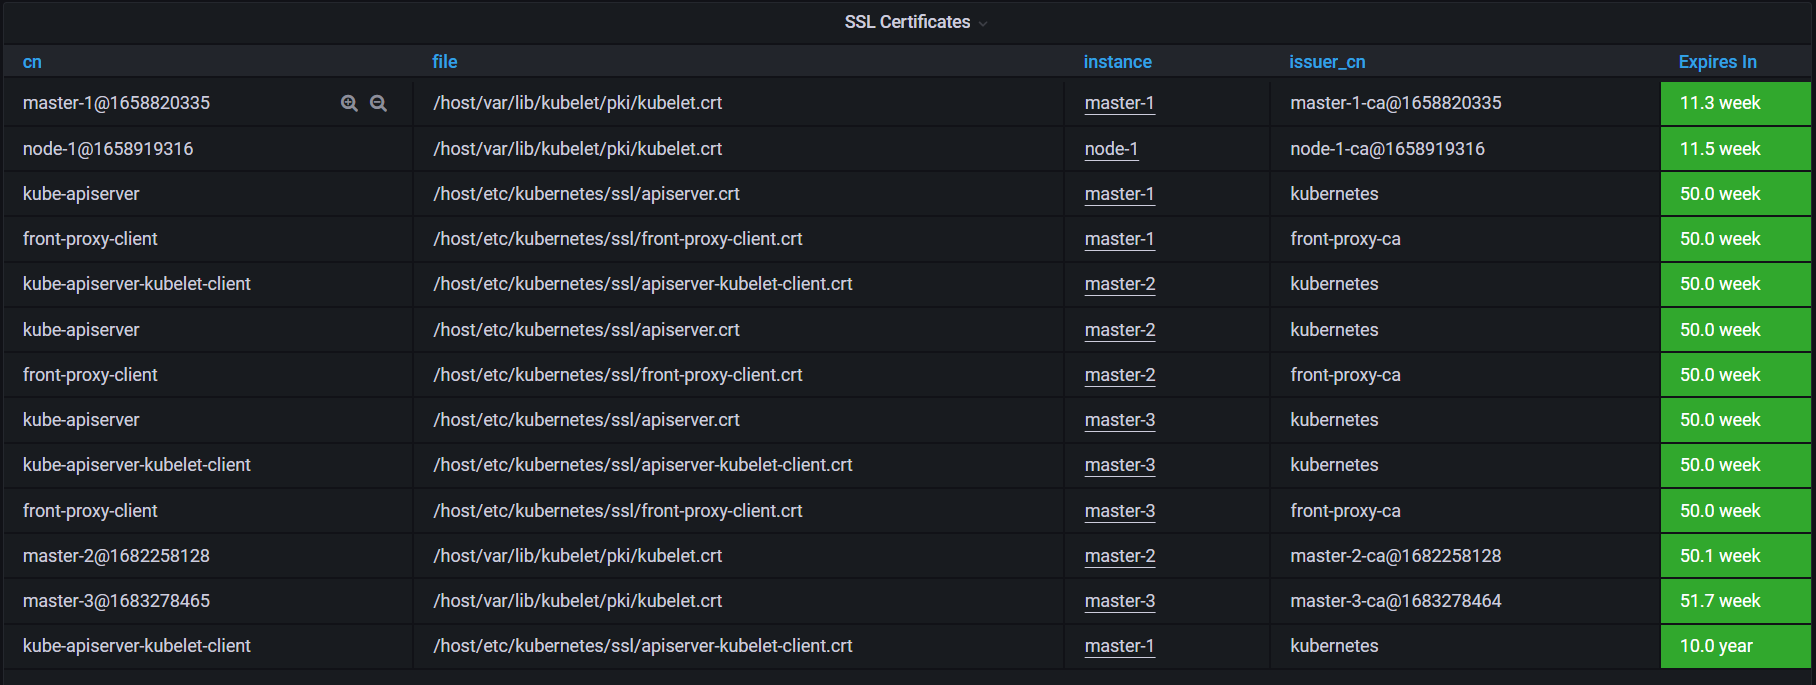 SSL Certificates
cn file instance issuer_cn Expires In
master-1@1658820335 /host/var/lib/kubelet/pki/kubelet.crt master-1 master-1-ca@1658820335 11.3 week
node-1@1658919316 /host/var/lib/kubelet/pki/kubelet.crt node-1 node-1-ca@1658919316 11.5 week
kube-apiserver /host/etc/kubernetes/ssl/apiserver.crt master-1 kubernetes 50.0 week
front-proxy-client /host/etc/kubernetes/ssl/front-proxy-client.crt master-1 front-proxy-ca 50.0 week
kube-apiserver-kubelet-client /host/etc/kubernetes/ssl/apiserver-kubelet-client.crt master-2 kubernetes 50.0 week
kube-apiserver /host/etc/kubernetes/ssl/apiserver.crt master-2 kubernetes 50.0 week
front-proxy-client /host/etc/kubernetes/ssl/front-proxy-client.crt master-2 front-proxy-ca 50.0 week
kube-apiserver /host/etc/kubernetes/ssl/apiserver.crt master-3 kubernetes 50.0 week
kube-apiserver-kubelet-client /host/etc/kubernetes/ssl/apiserver-kubelet-client.crt master-3 kubernetes 50.0 week
front-proxy-client /host/etc/kubernetes/ssl/front-proxy-client.crt master-3 front-proxy-ca 50.0 week
master-2@1682258128 /host/var/lib/kubelet/pki/kubelet.crt master-2 master-2-ca@1682258128 50.1 week
master-3@1683278465 /host/var/lib/kubelet/pki/kubelet.crt master-3 master-3-ca@1683278464 51.7 week
kube-apiserver-kubelet-client /host/etc/kubernetes/ssl/apiserver-kubelet-client.crt master-1 kubernetes 10.0 year